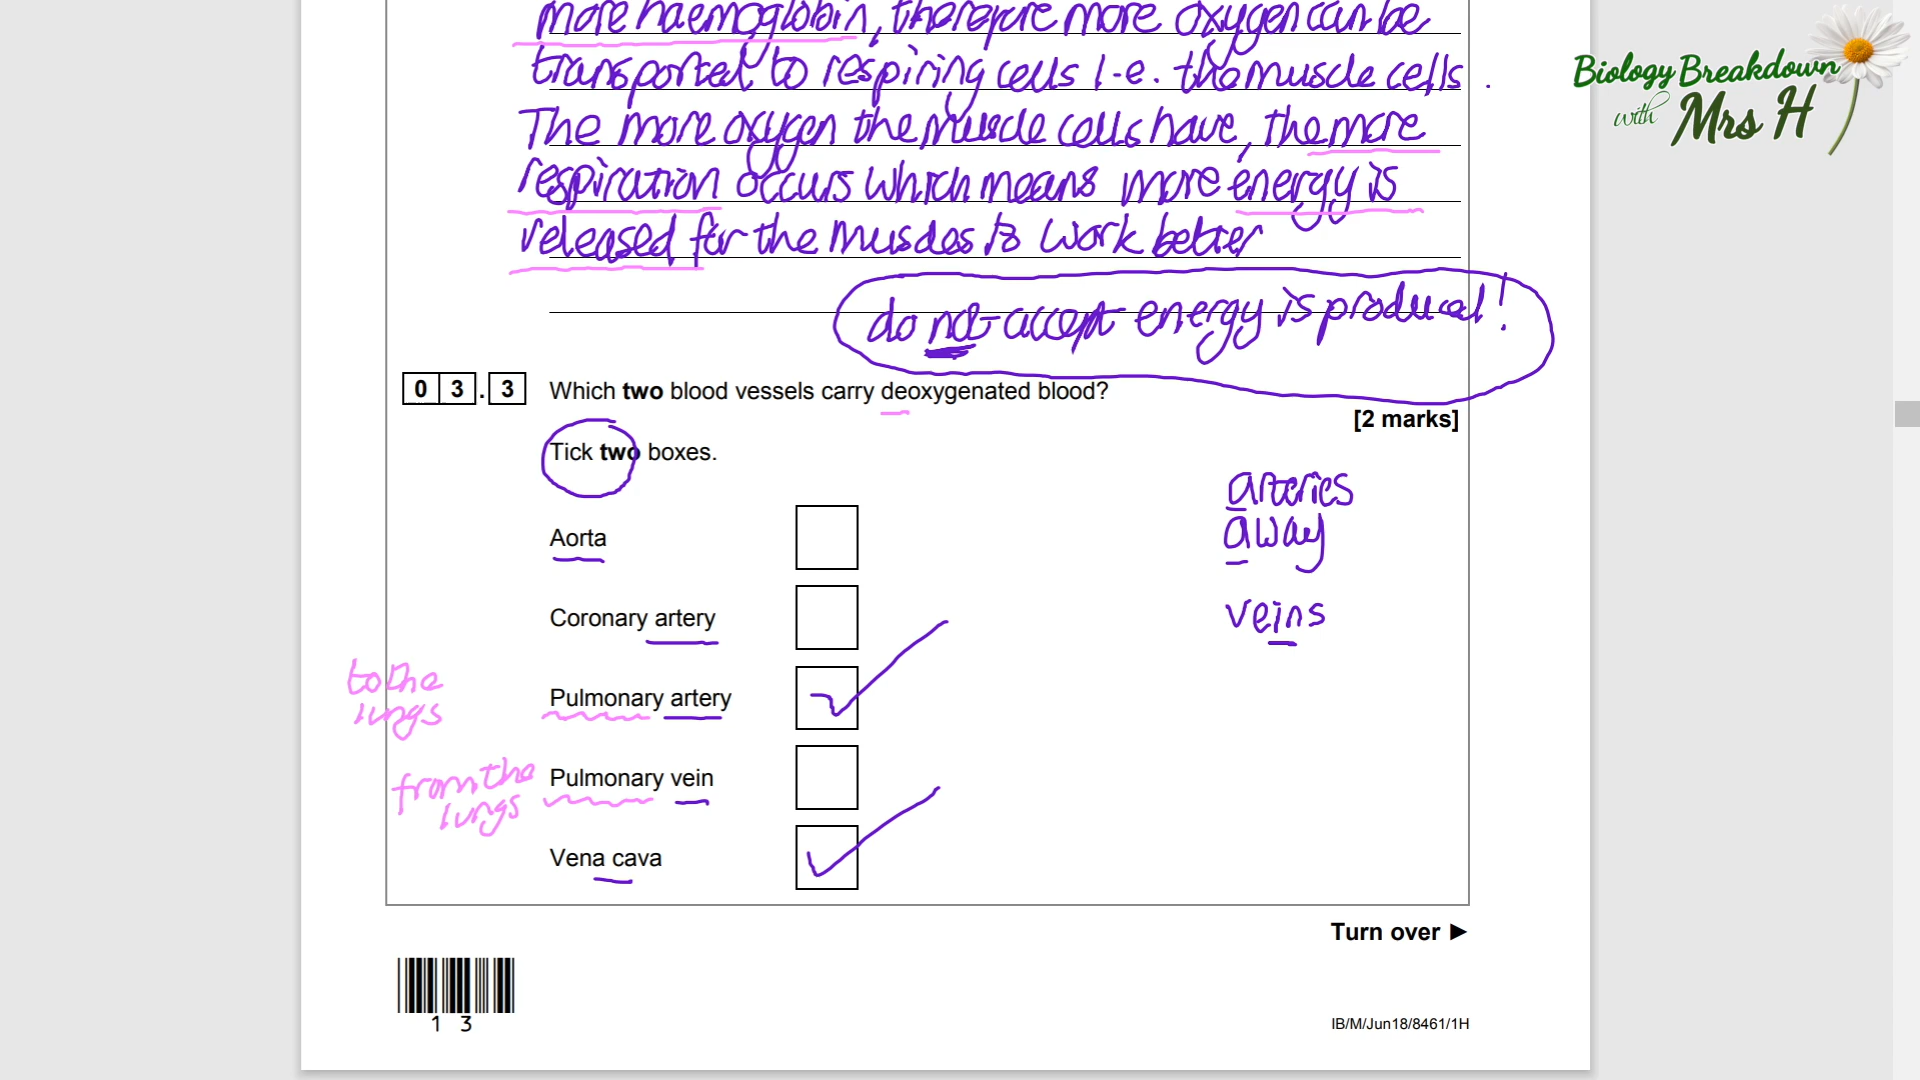 more haemoglobin, therefore more oxygen can be
transported to respiring cells i-e. the muscle cells.
The more oxygen the muscle cells have, the more
respiration occurs which means more energy is
released for the muscles to work better
do not accept energy is produced!
Biology Breakdown
with Mrs H
0 3 . 3 Which two blood vessels carry deoxygenated blood?
[2 marks]
Tick two boxes.
Aorta
Coronary artery
Pulmonary artery
Pulmonary vein
Vena cava
arteries
away
veins
to the
lungs
from the
lungs
Turn over ►
1 3
IB/M/Jun18/8461/1H